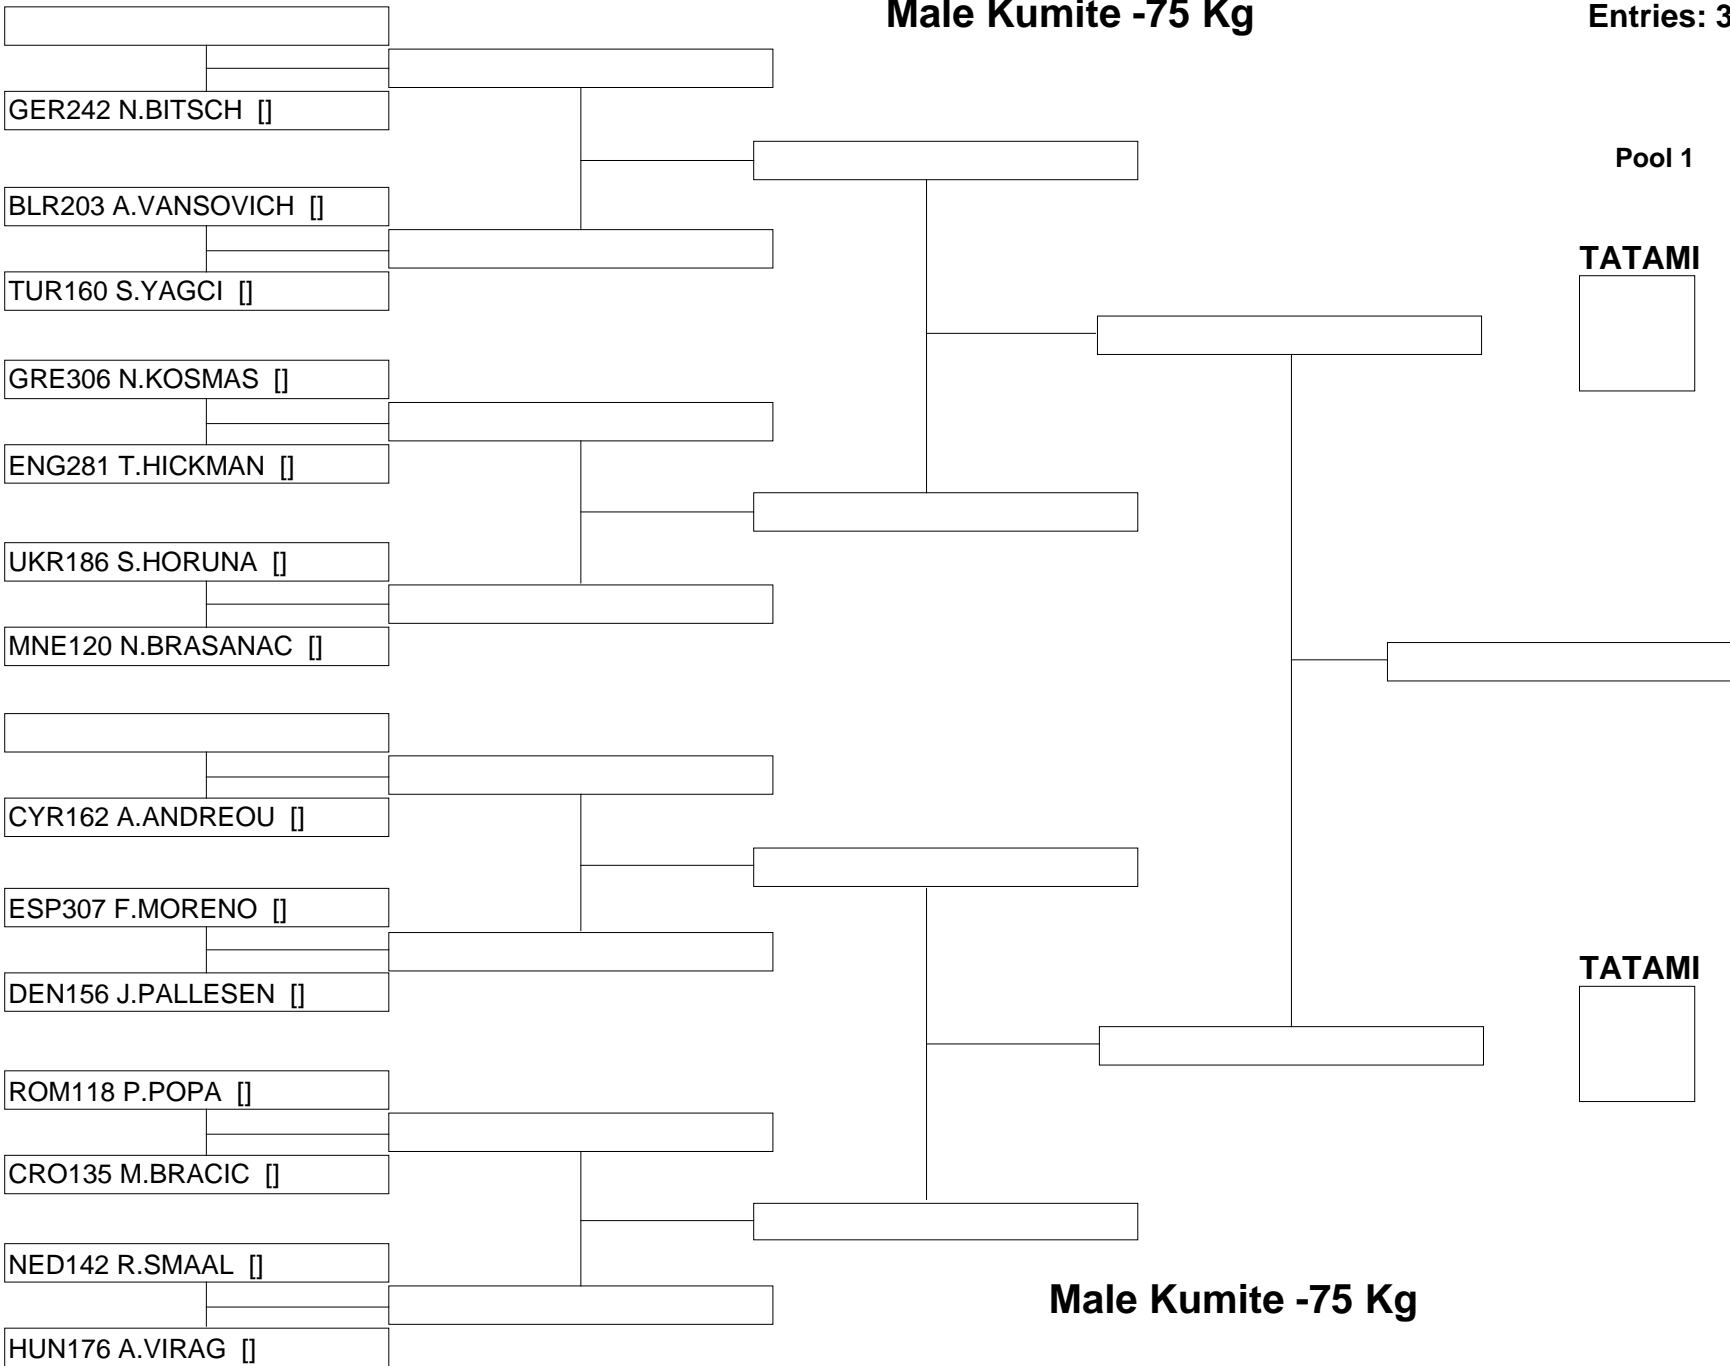 Male Kumite -75 Kg
Entries: 3
GER242 N.BITSCH []
Pool 1
BLR203 A.VANSOVICH []
TATAMI
TUR160 S.YAGCI []
GRE306 N.KOSMAS []
ENG281 T.HICKMAN []
UKR186 S.HORUNA []
MNE120 N.BRASANAC []
CYR162 A.ANDREOU []
ESP307 F.MORENO []
TATAMI
DEN156 J.PALLESEN []
ROM118 P.POPA []
CRO135 M.BRACIC []
NED142 R.SMAAL []
Male Kumite -75 Kg
HUN176 A.VIRAG []